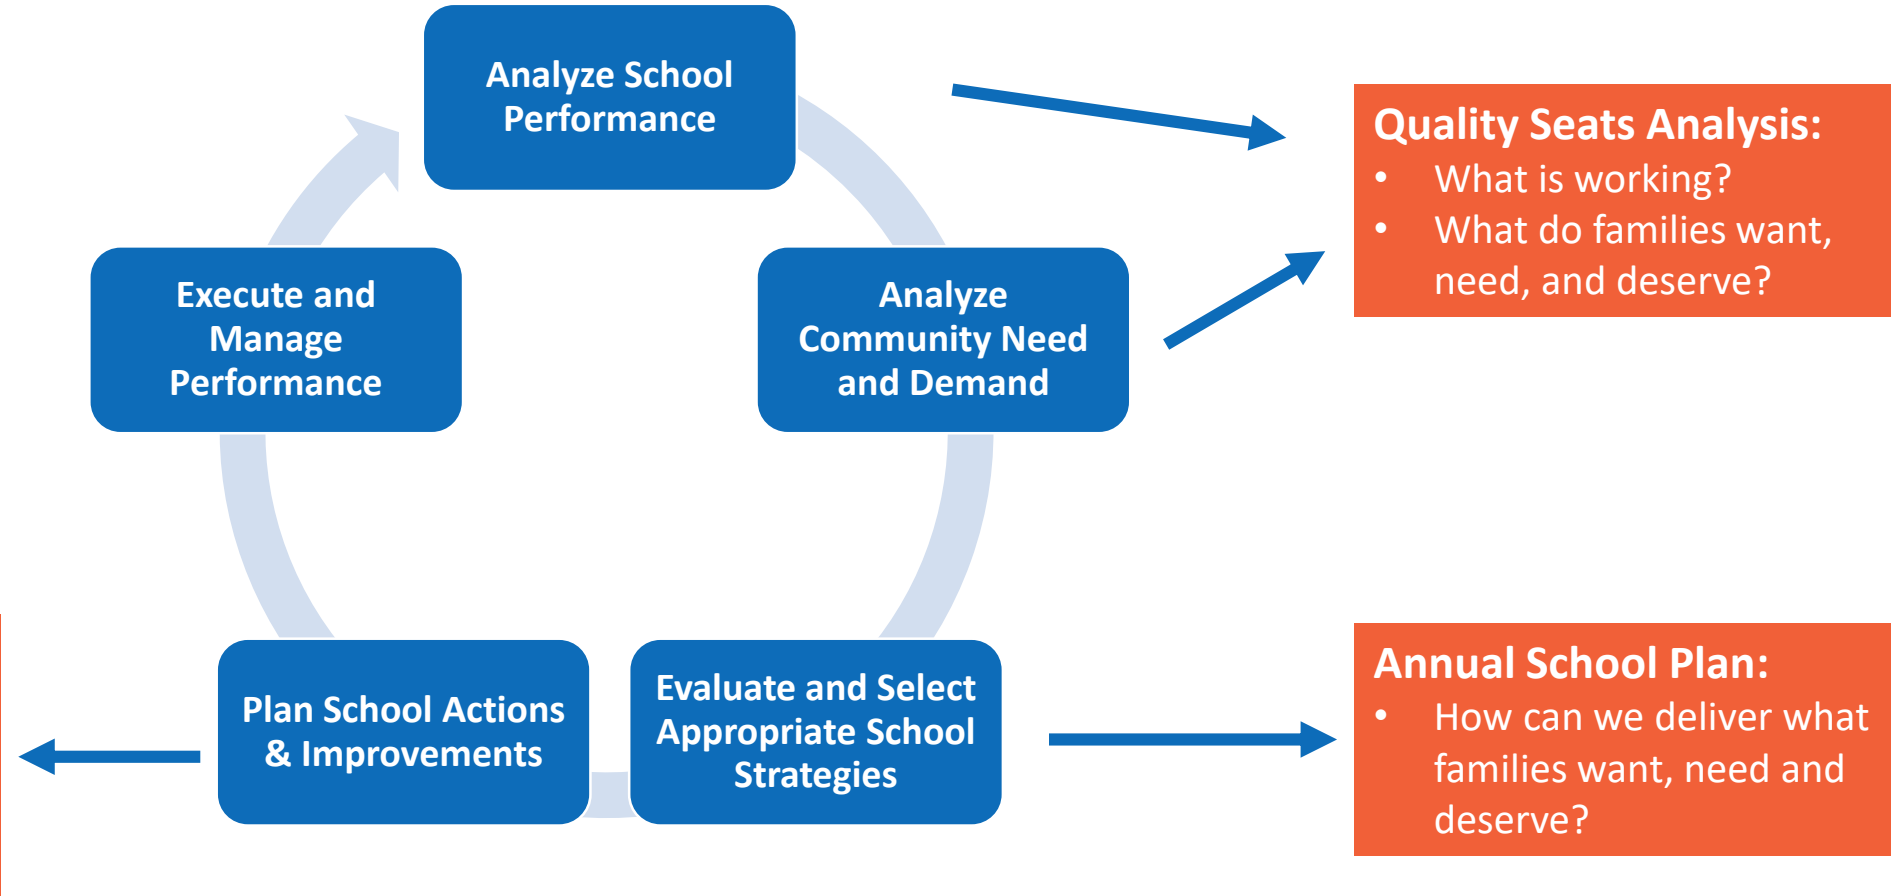 Analyze School
Performance
Quality Seats Analysis:
• What is working?
• What do families want,
need, and deserve?
Analyze
Community Need
and Demand
Execute and
Manage
Performance
Evaluate and Select
Appropriate School
Strategies
Annual School Plan:
• How can we deliver what
families want, need and
deserve?
Plan School Actions
& Improvements